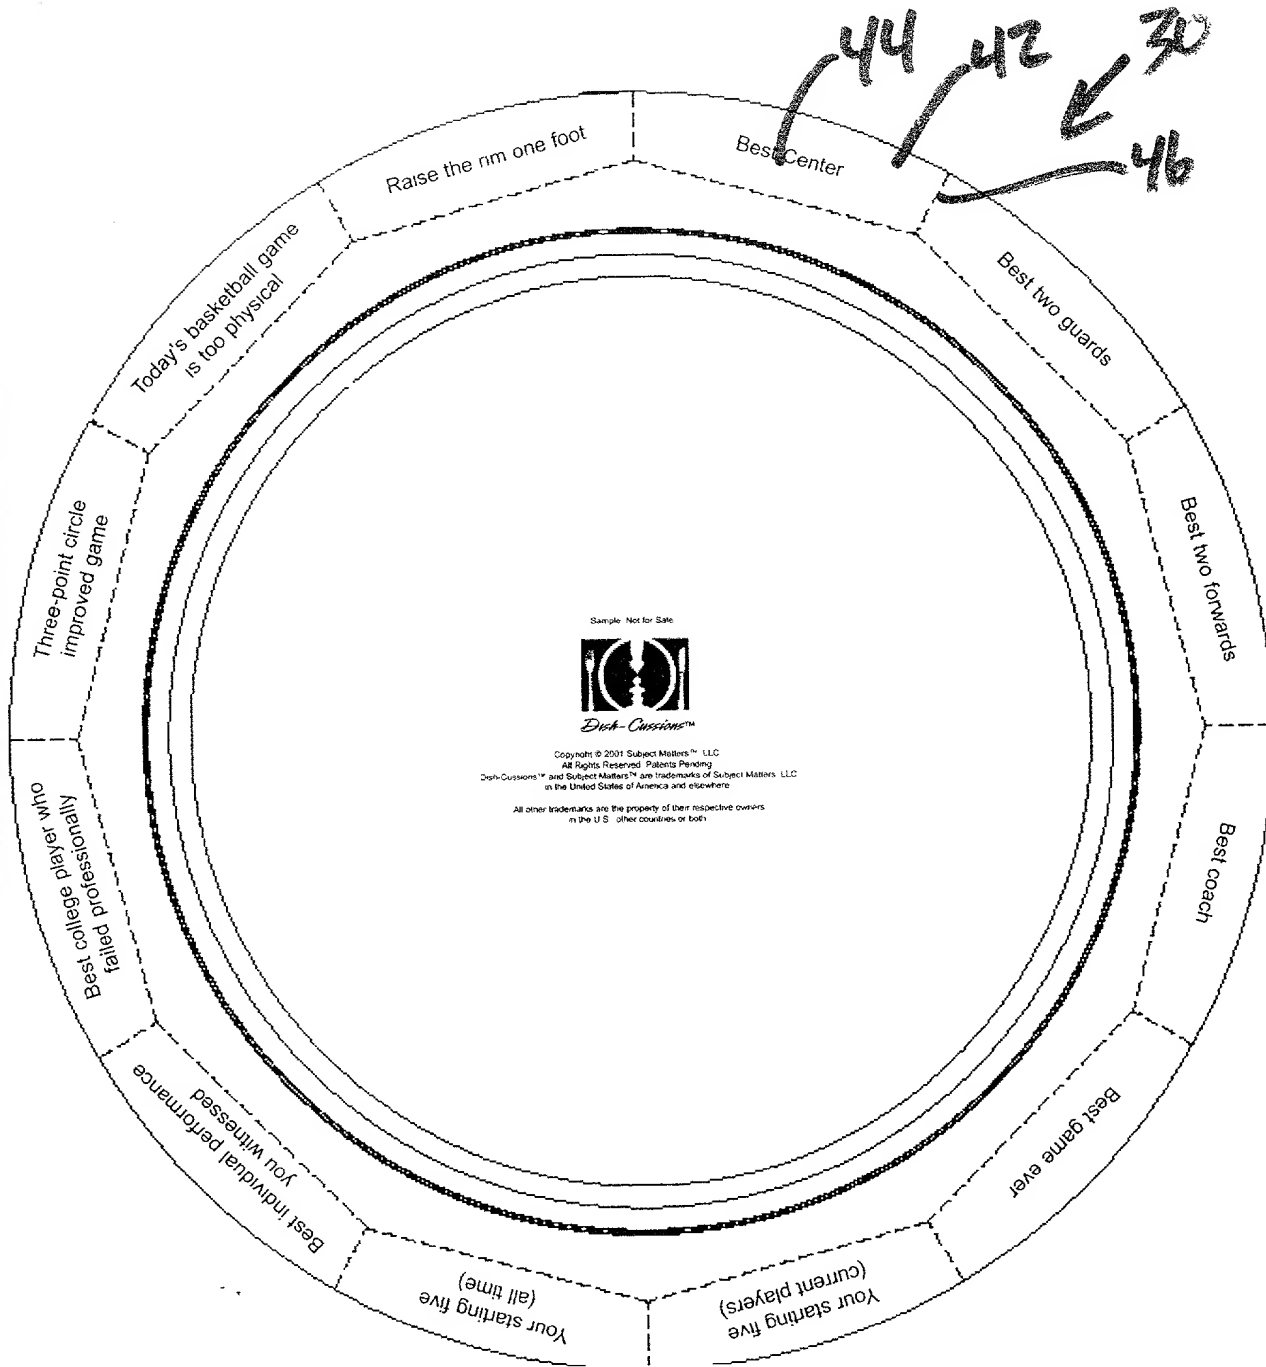 44
42
30
46
Best Center
Best two guards
Best two forwards
Best coach
Best game ever
Your starting five
(current players)
Your starting five
(all time)
Best individual performance
you witnessed
Best college player who
failed professionally
Three-point circle
improved game
Today's basketball game
is too physical
Raise the rim one foot
Sample Not for Sale
Dish-Cussions™
Copyright © 2001 Subject Matters™ LLC
All Rights Reserved Patents Pending
Dish-Cussions™ and Subject Matters™ are trademarks of Subject Matters LLC
in the United States of America and elsewhere
All other trademarks are the property of their respective owners
in the U S other countries or both